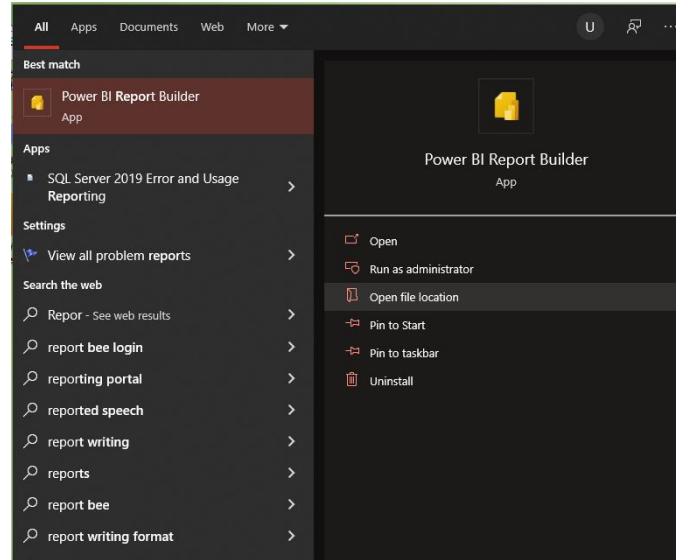 All Apps Documents Web More
U
Best match
Power BI Report Builder
App
Apps
SQL Server 2019 Error and Usage
Reporting
Settings
View all problem reports
Search the web
Repor - See web results
report bee login
reporting portal
reported speech
report writing
reports
report bee
report writing format
Power BI Report Builder
App
Open
Run as administrator
Open file location
Pin to Start
Pin to taskbar
Uninstall